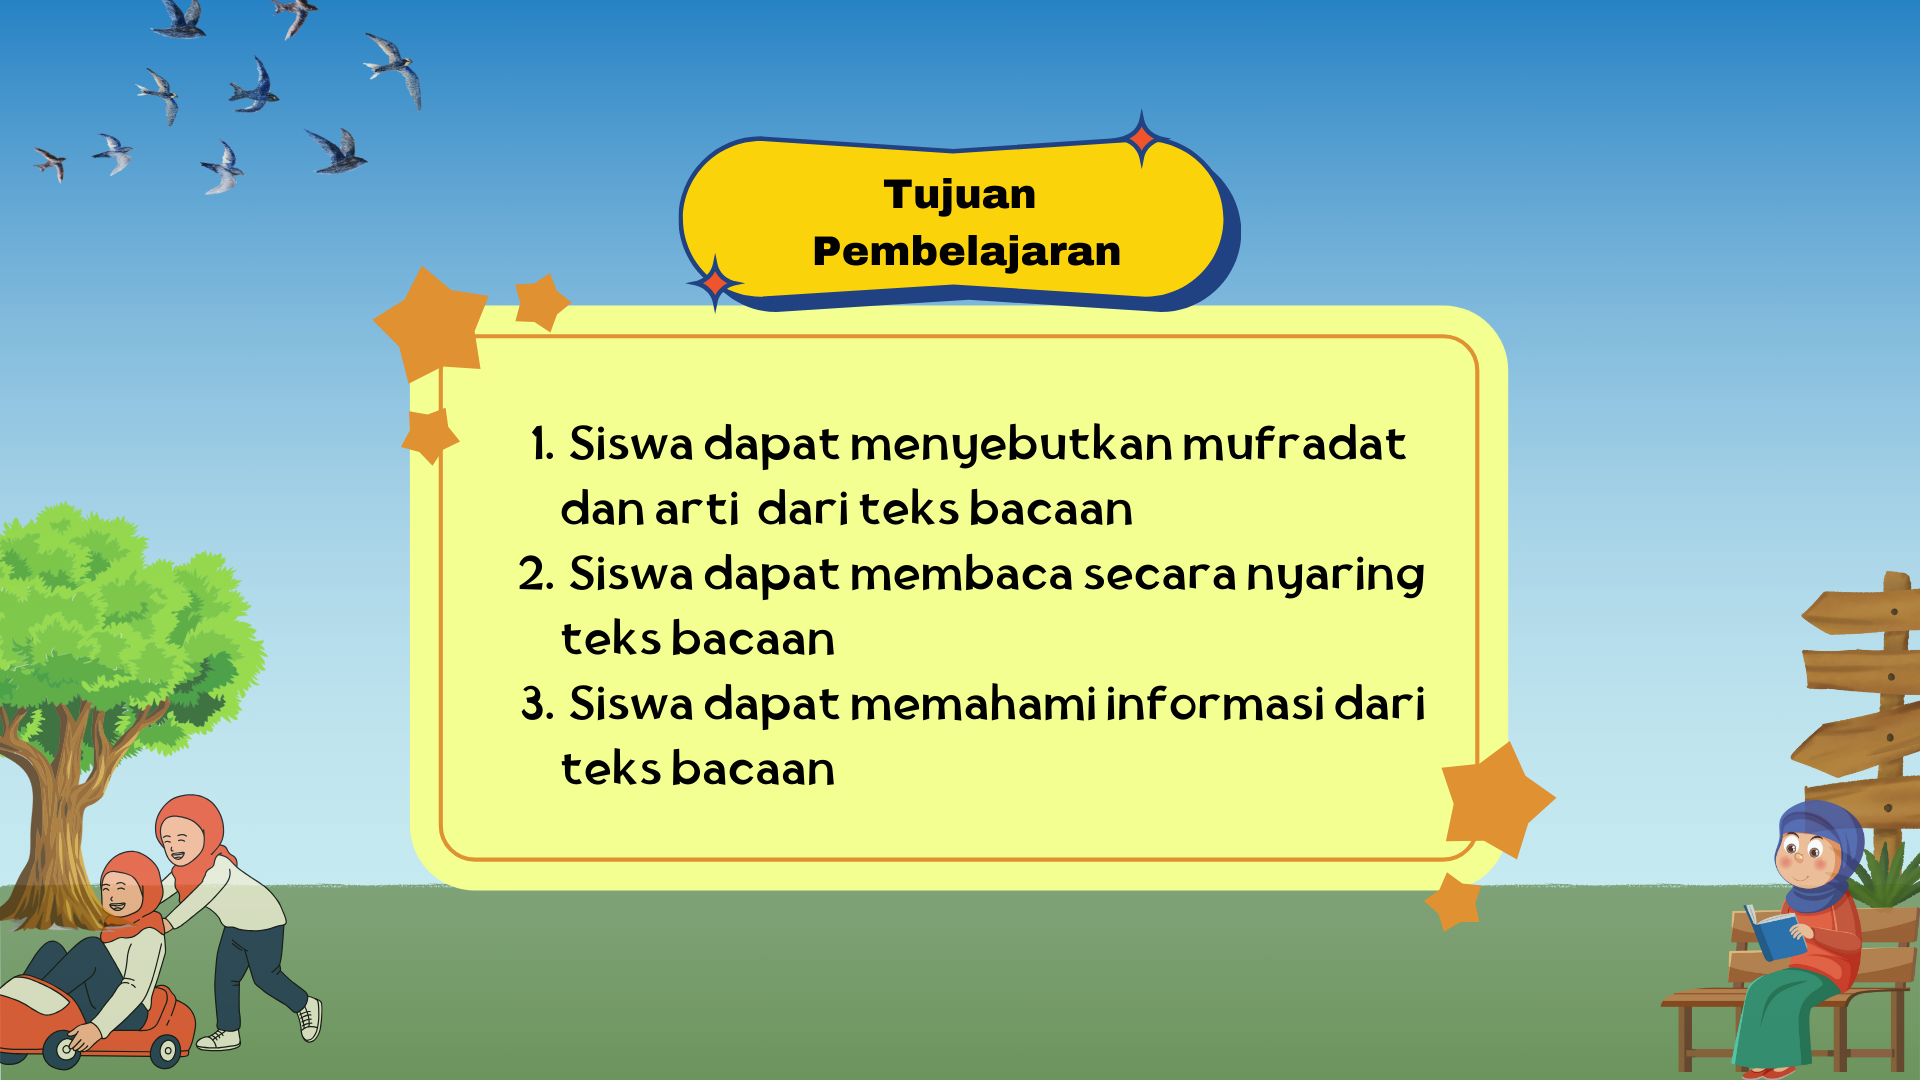 Tujuan
Pembelajaran
1. Siswa dapat menyebutkan mufradat
dan arti dari teks bacaan
2. Siswa dapat membaca secara nyaring
teks bacaan
3. Siswa dapat memahami informasi dari
teks bacaan